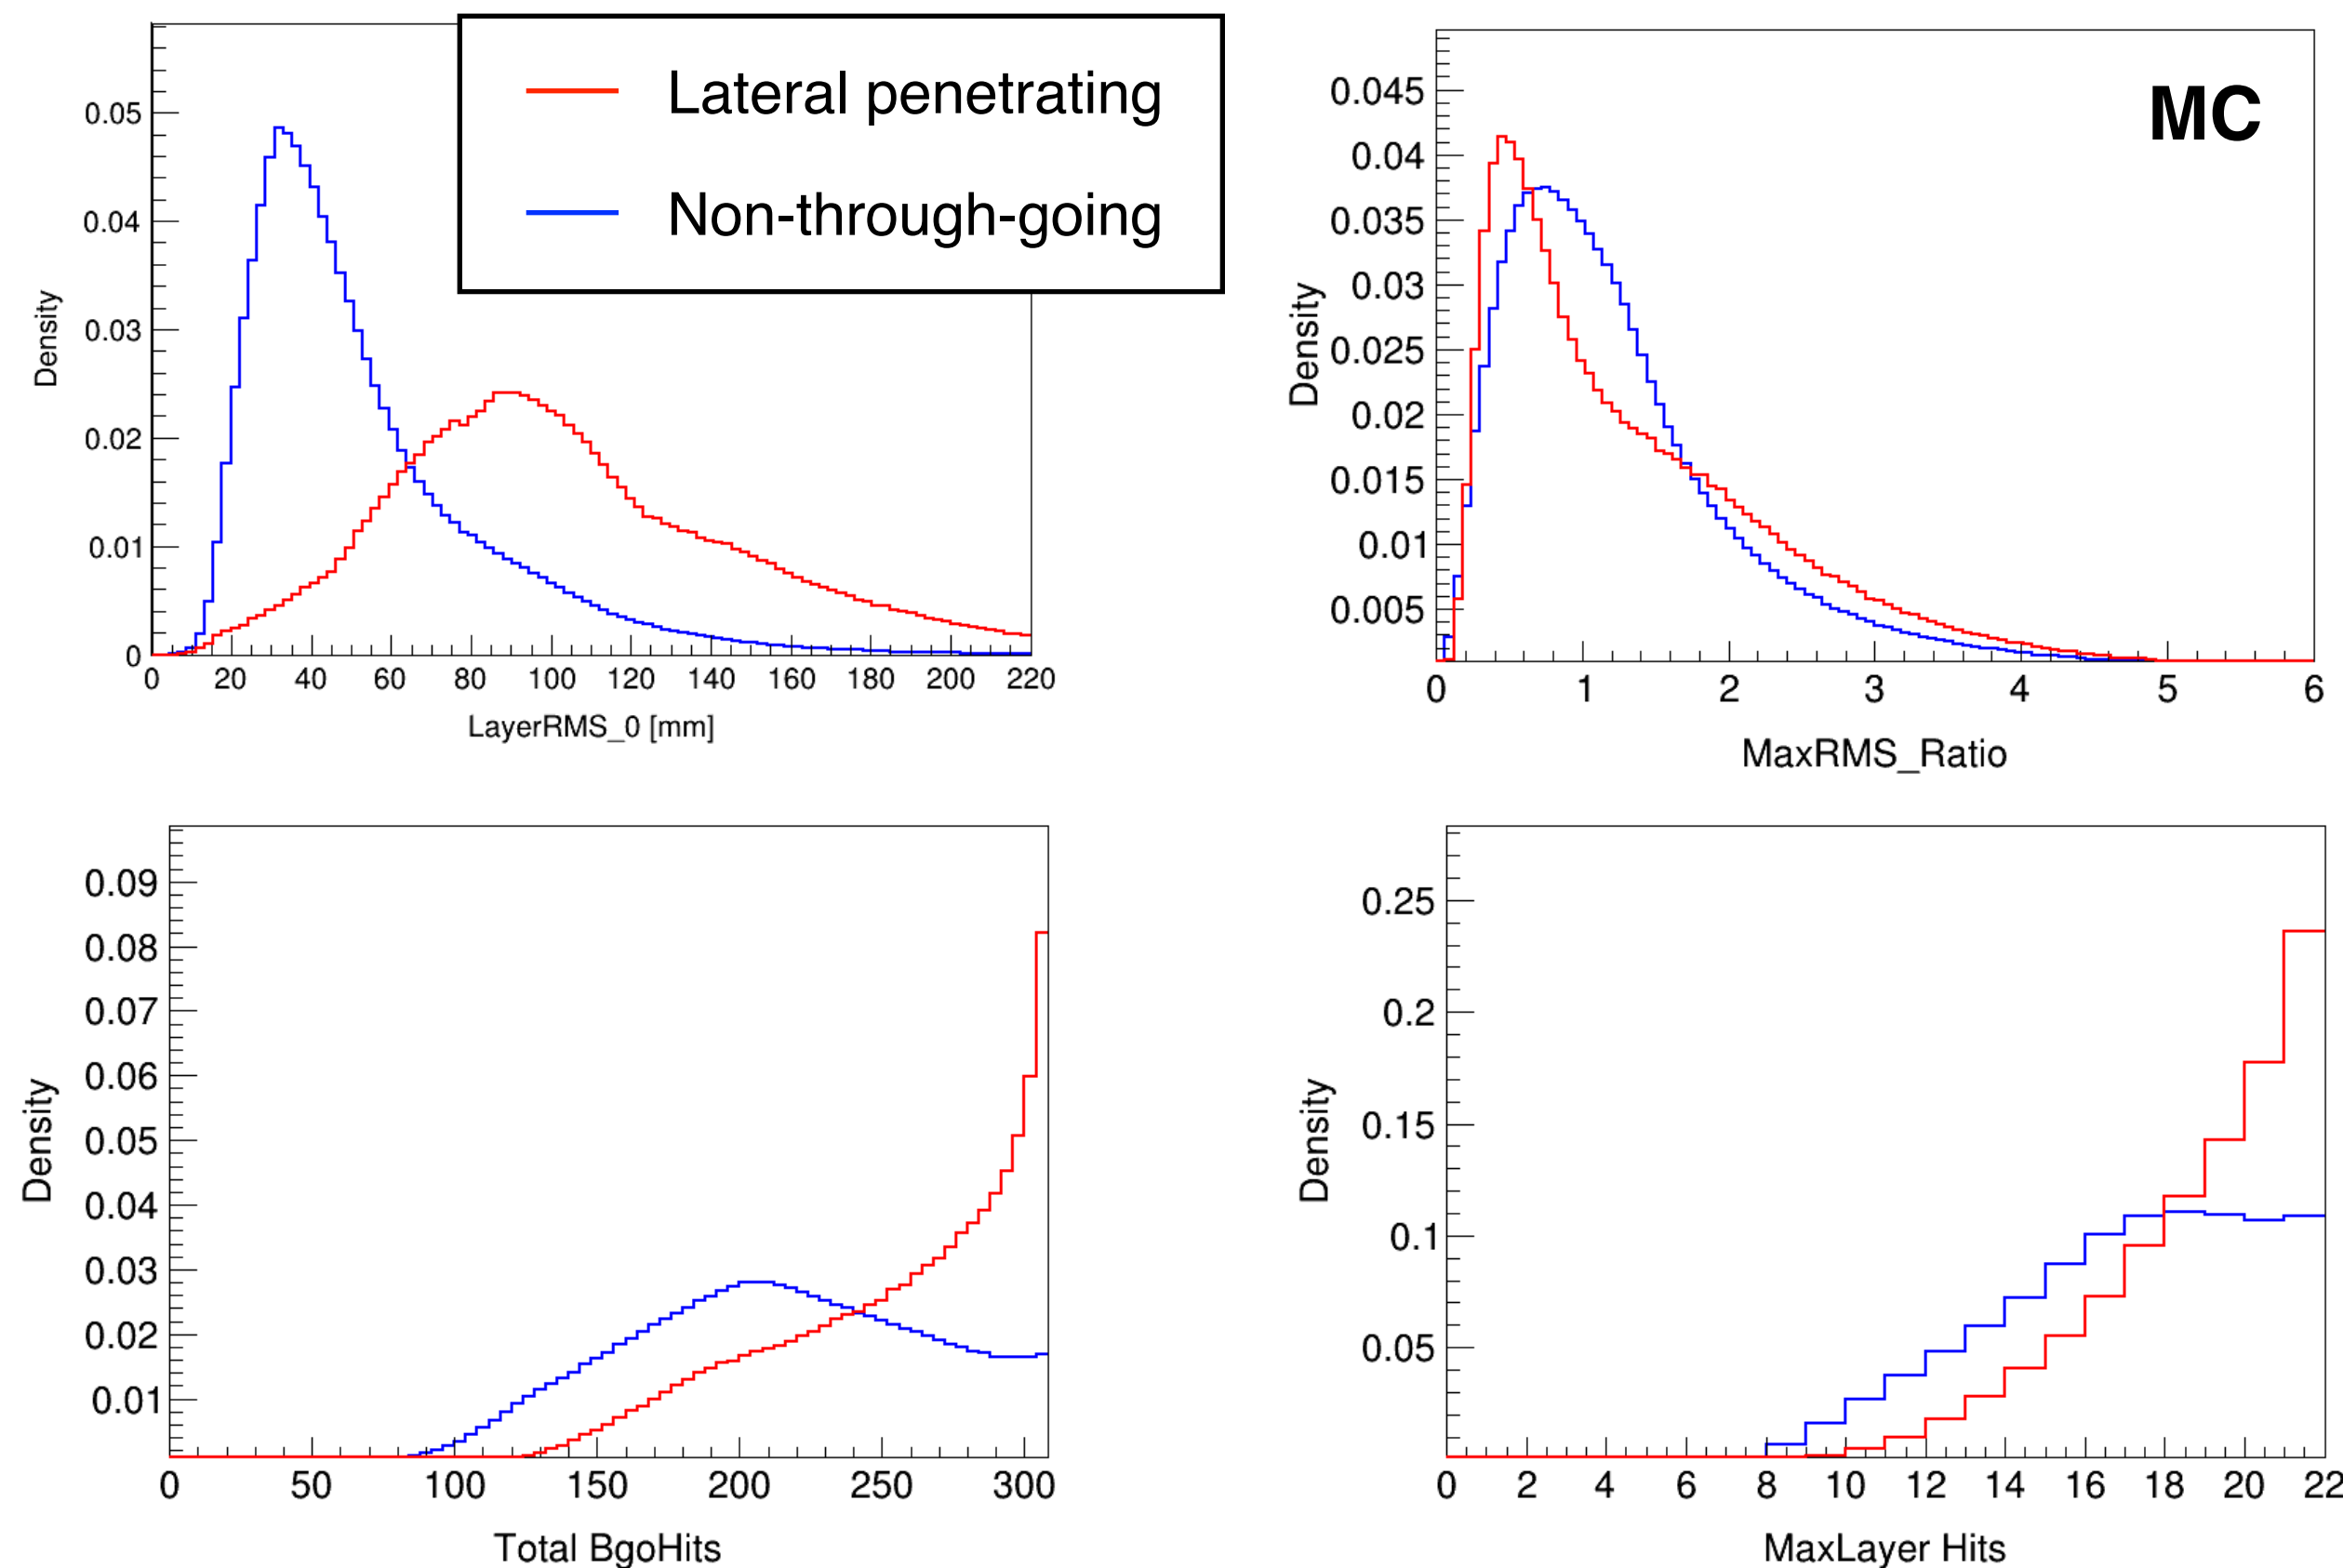 Lateral penetrating
Non-through-going
0.05
0.04
0.03
0.02
0.01
0
Density
0 20 40 60 80 100 120 140 160 180 200 220
LayerRMS_0 [mm]
MC
0.045
0.04
0.035
0.03
0.025
0.02
0.015
0.01
0.005
Density
0 1 2 3 4 5 6
MaxRMS_Ratio
0.09
0.08
0.07
0.06
0.05
0.04
0.03
0.02
0.01
Density
0 50 100 150 200 250 300
Total BgoHits
0.25
0.2
0.15
0.1
0.05
Density
0 2 4 6 8 10 12 14 16 18 20 22
MaxLayer Hits